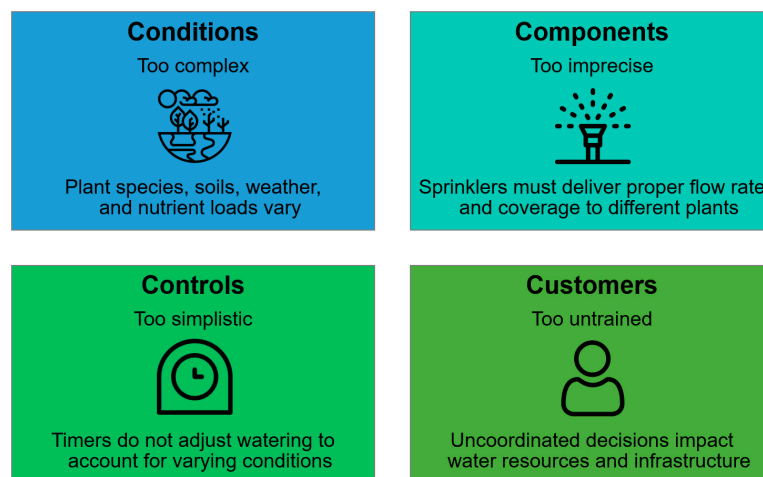 Conditions
Too complex
Plant species, soils, weather,
and nutrient loads vary
Components
Too imprecise
Sprinklers must deliver proper flow rate
and coverage to different plants
Controls
Too simplistic
Timers do not adjust watering to
account for varying conditions
Customers
Too untrained
Uncoordinated decisions impact
water resources and infrastructure